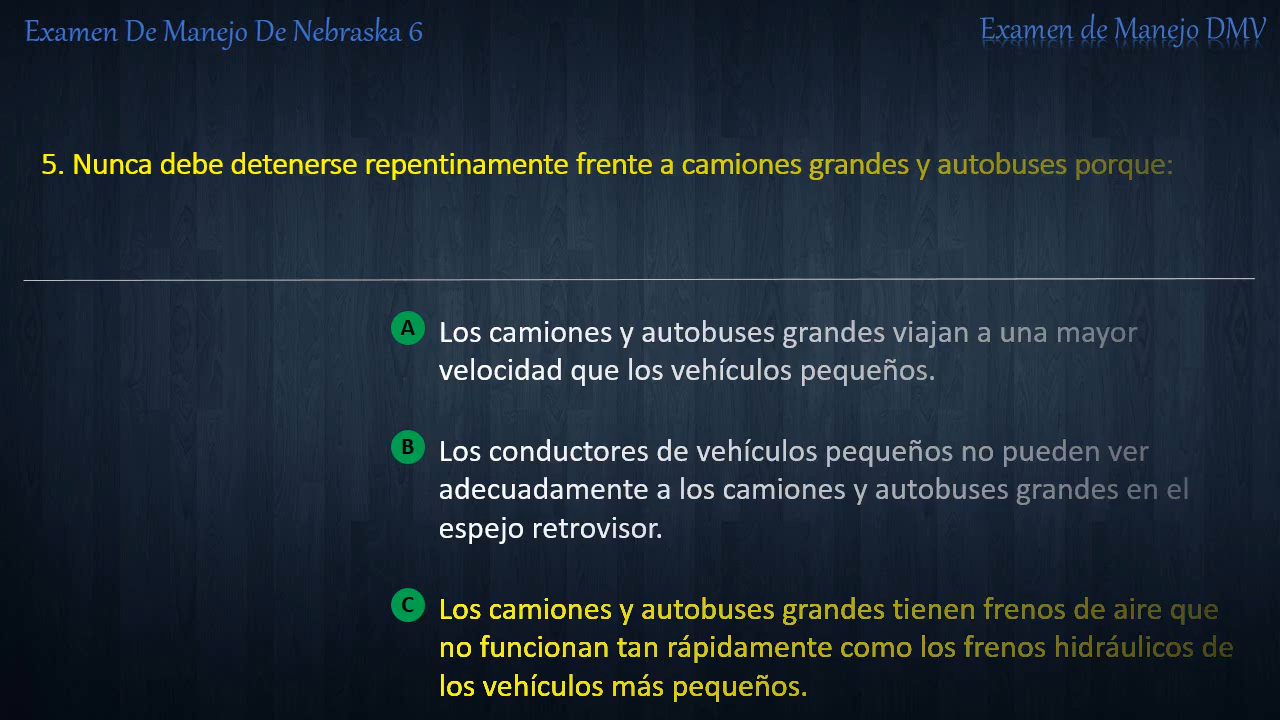 Examen De Manejo De Nebraska 6
Examen de Manejo DMV
5. Nunca debe detenerse repentinamente frente a camiones grandes y autobuses porque:
A Los camiones y autobuses grandes viajan a una mayor
velocidad que los vehículos pequeños.
B Los conductores de vehículos pequeños no pueden ver
adecuadamente a los camiones y autobuses grandes en el
espejo retrovisor.
C Los camiones y autobuses grandes tienen frenos de aire que
no funcionan tan rápidamente como los frenos hidráulicos de
los vehículos más pequeños.